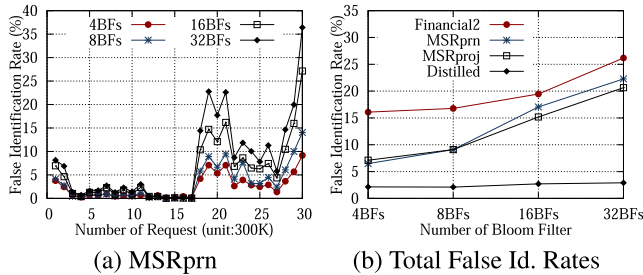 4BFs
8BFs
16BFs
32BFs
False Identification Rate (%)
40
35
30
25
20
15
10
5
0
0 5 10 15 20 25 30
Number of Request (unit:300K)
(a) MSRprn
Financial2
MSRprn
MSRproj
Distilled
False Identification Rate (%)
35
30
25
20
15
10
5
0
4BFs 8BFs 16BFs 32BFs
Number of Bloom Filter
(b) Total False Id. Rates